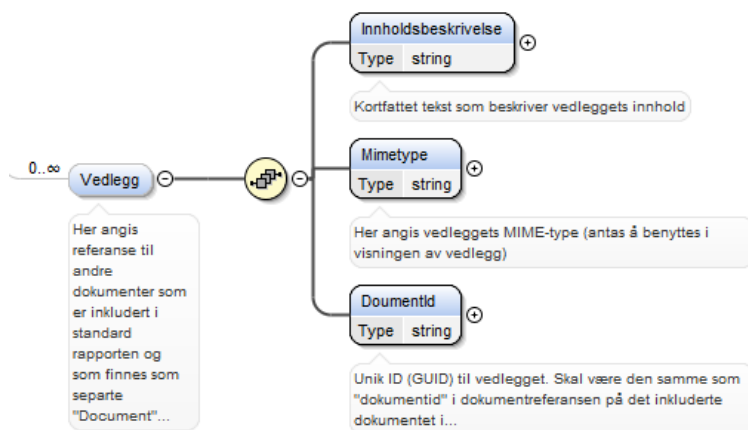 Innholdsbeskrivelse
Type string
Kortfattet tekst som beskriver vedleggets innhold
0..∞
Vedlegg
Her angis
referanse til
andre
dokumenter som
er inkludert i
standard
rapporten og
som finnes som
separte
"Document"...
Mimetype
Type string
Her angis vedleggets MIME-type (antas å benyttes i
visningen av vedlegg)
DoumentId
Type string
Unik ID (GUID) til vedlegget. Skal være den samme som
"dokumentid" i dokumentreferansen på det inkluderte
dokumentet i...